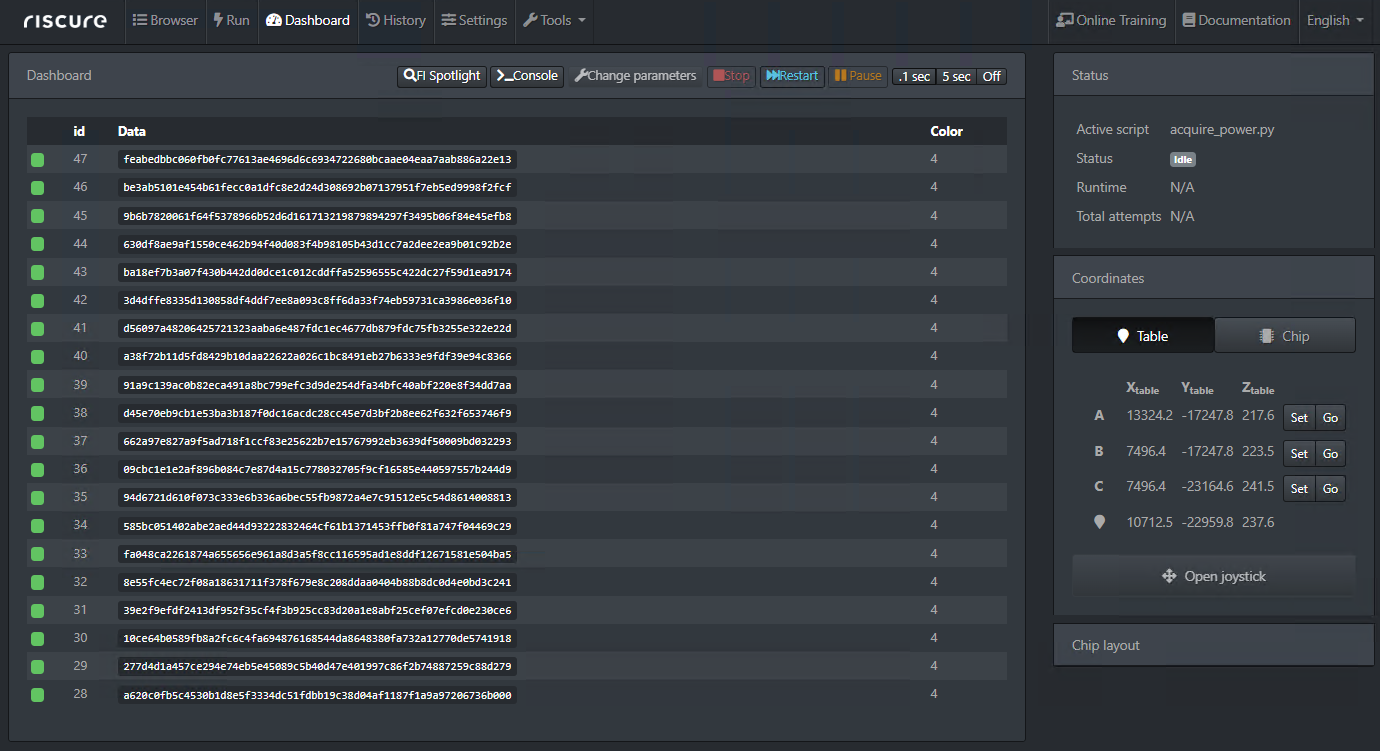 riscure Browser Run Dashboard History Settings Tools Online Training Documentation English
Dashboard FI Spotlight Console Change parameters Stop Restart Pause .1 sec 5 sec Off
id Data Color
47 feabedbbc060fb0fc77613ae4696d6c6934722680bcaae04eaa7aab886a22e13 4
46 be3ab5101e454b61fecc0a1dfc8e2d24d308692b07137951f7eb5ed9998f2fcf 4
45 9b6b7820061f64f5378966b52d6d161713219879894297f3495b06f84e45efb8 4
44 630df8ae9af1550ce462b94f40d083f4b98105b43d1cc7a2dee2ea9b01c92b2e 4
43 ba18ef7b3a07f430b442dd0dce1c012cddffa52596555c422dc27f59d1ea9174 4
42 3d4dffe8335d130858df4ddf7ee8a093c8ff6da33f74eb59731ca3986e036f10 4
41 d56097a48206425721323aaba6e487fdc1ec4677db879fdc75fb3255e322e22d 4
40 a38f72b11d5fd8429b10daa22622a026c1bc8491eb27b6333e9fdf39e94c8366 4
39 91a9c139ac0b82eca491a8bc799efc3d9de254dfa34bfc40abf220e8f34dd7aa 4
38 d45e70eb9cb1e53ba3b187f0dc16acdc28cc45e7d3bf2b8ee62f632f653746f9 4
37 662a97e827a9f5ad718f1ccf83e25622b7e15767992eb3639df50009bd032293 4
36 09cbc1e1e2af896b084c7e87d4a15c778032705f9cf16585e440597557b244d9 4
35 94d6721d610f073c333e6b336a6bec55fb9872a4e7c91512e5c54d8614008813 4
34 585bc051402abe2aed44d93222832464cf61b1371453ffb0f81a747f04469c29 4
33 fa048ca2261874a655656e961a8d3a5f8cc116595ad1e8ddf12671581e504ba5 4
32 8e55fc4ec72f08a18631711f378f679e8c208ddaa0404b88b8dc0d4e0bd3c241 4
31 39e2f9efdf2413df952f35cf4f3b925cc83d20a1e8abf25cef07efcd0e230ce6 4
30 10ce64b0589fb8a2fc6c4fa694876168544da8648380fa732a12770de5741918 4
29 277d4d1a457ce294e74eb5e45089c5b40d47e401997c86f2b74887259c88d279 4
28 a620c0fb5c4530b1d8e5f3334dc51fdbb19c38d04af1187f1a9a97206736b000 4
Status
Active script acquire_power.py
Status Idle
Runtime N/A
Total attempts N/A
Coordinates
Table Chip
Xtable Ytable Ztable
A 13324.2 -17247.8 217.6 Set Go
B 7496.4 -17247.8 223.5 Set Go
C 7496.4 -23164.6 241.5 Set Go
10712.5 -22959.8 237.6
Open joystick
Chip layout